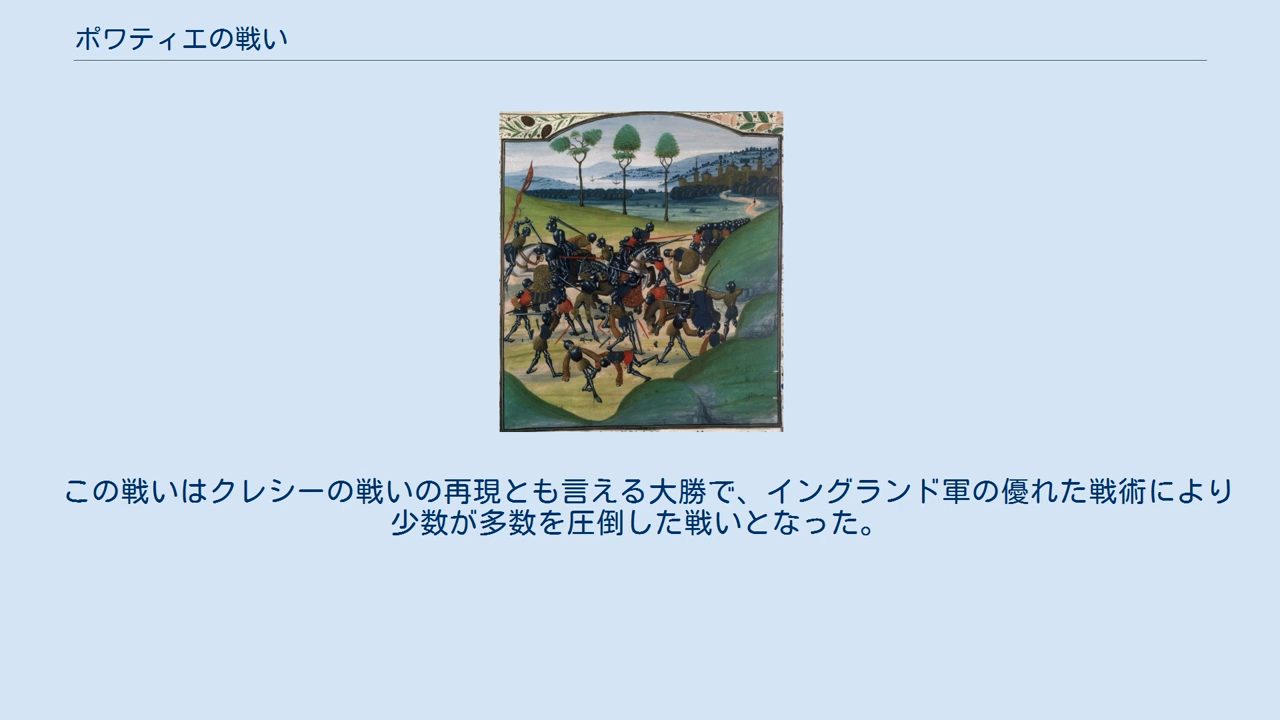 ポワティエの戦い
この戦いはクレシーの戦いの再現とも言える大勝で、イングランド軍の優れた戦術により
少数が多数を圧倒した戦いとなった。